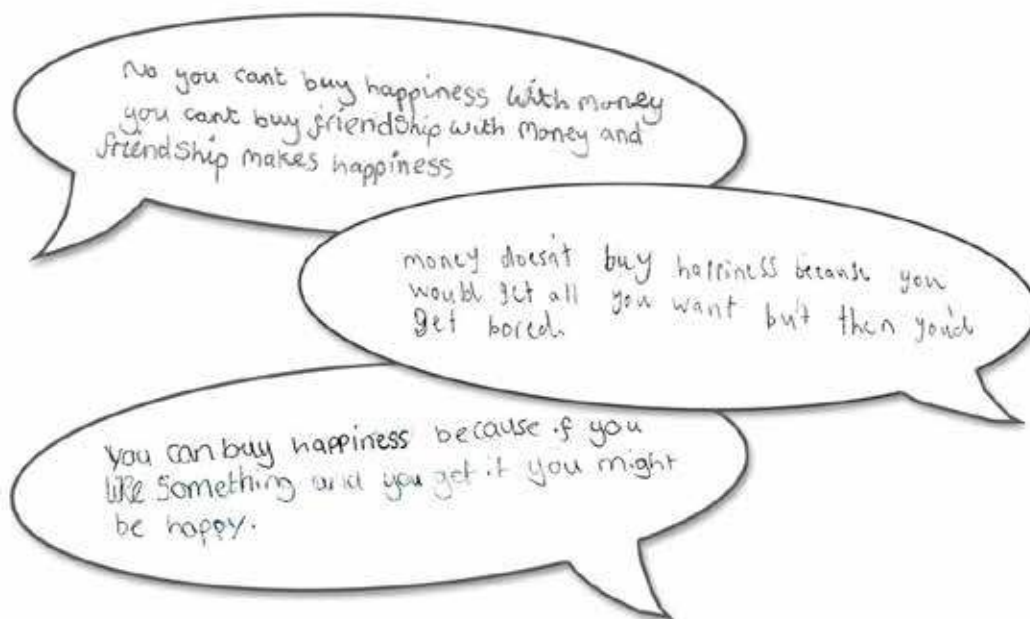 No you cant buy happiness with money
you cant buy friendship with money and
friendship makes happiness
money doesn't buy happiness because you
would get all you want but then you'd
get bored.
You can buy happiness because if you
like something and you get it you might
be happy.